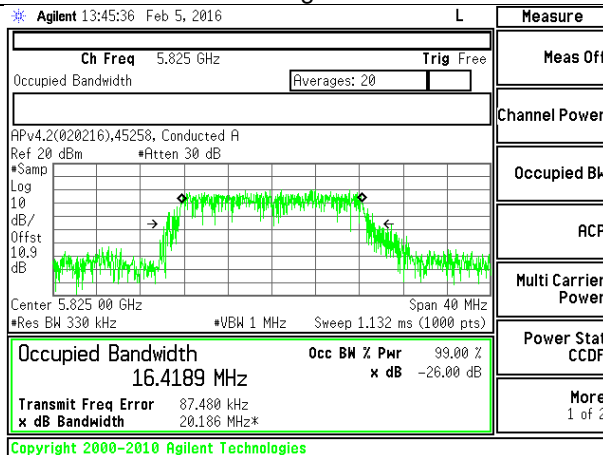 Agilent 13:45:36 Feb 5, 2016 L Measure
Ch Freq 5.825 GHz Trig Free
Meas Off
Occupied Bandwidth Averages: 20
Channel Power
APv4.2(020216),45258, Conducted A
Ref 20 dBm #Atten 30 dB
#Samp
Log
10
dB/
Offst
10.9
dB
Occupied BW
ACP
Multi Carrier
Power
Center 5.825 00 GHz Span 40 MHz
#Res BW 330 kHz #VBW 1 MHz Sweep 1.132 ms (1000 pts)
Power Stat
CCDF
Occupied Bandwidth Occ BW % Pwr 99.00 %
16.4189 MHz x dB -26.00 dB
Transmit Freq Error 87.480 kHz
x dB Bandwidth 20.186 MHz*
More
1 of 2
Copyright 2000-2010 Agilent Technologies